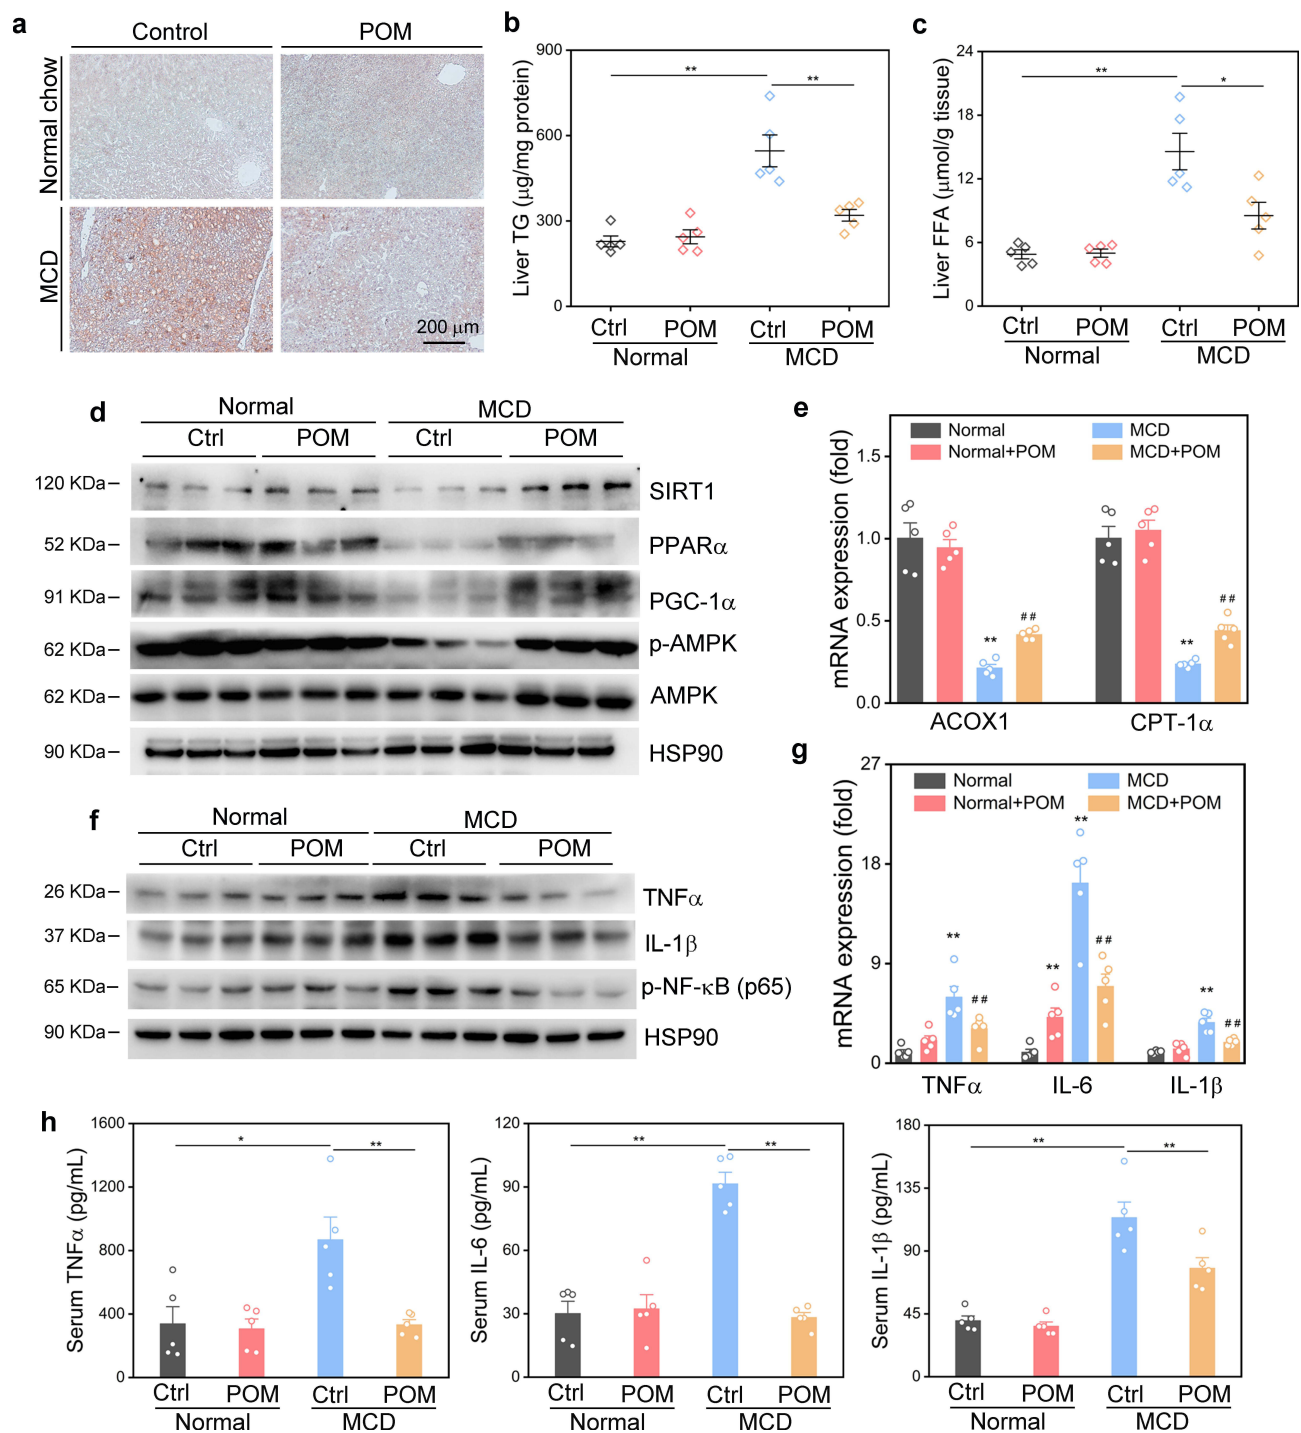 a
Control
POM
Normal chow
MCD
200 μm
b
Liver TG (μg/mg protein)
900
600
300
0
**
**
Ctrl
POM
Ctrl
POM
Normal
MCD
c
Liver FFA (μmol/g tissue)
24
18
12
6
0
**
*
Ctrl
POM
Ctrl
POM
Normal
MCD
d
Normal
MCD
Ctrl
POM
Ctrl
POM
120 KDa
SIRT1
52 KDa
PPARα
91 KDa
PGC-1α
62 KDa
p-AMPK
62 KDa
AMPK
90 KDa
HSP90
e
mRNA expression (fold)
Normal
MCD
Normal+POM
MCD+POM
1.5
1.0
0.5
0.0
**
##
**
##
ACOX1
CPT-1α
f
Normal
MCD
Ctrl
POM
Ctrl
POM
26 KDa
TNFα
37 KDa
IL-1β
65 KDa
p-NF-κB (p65)
90 KDa
HSP90
g
mRNA expression (fold)
Normal
MCD
Normal+POM
MCD+POM
27
18
9
0
**
##
**
**
##
**
##
TNFα
IL-6
IL-1β
h
Serum TNFα (pg/mL)
1600
1200
800
400
0
*
**
Ctrl
POM
Ctrl
POM
Normal
MCD
Serum IL-6 (pg/mL)
120
90
60
30
0
**
**
Ctrl
POM
Ctrl
POM
Normal
MCD
Serum IL-1β (pg/mL)
180
135
90
45
0
**
**
Ctrl
POM
Ctrl
POM
Normal
MCD